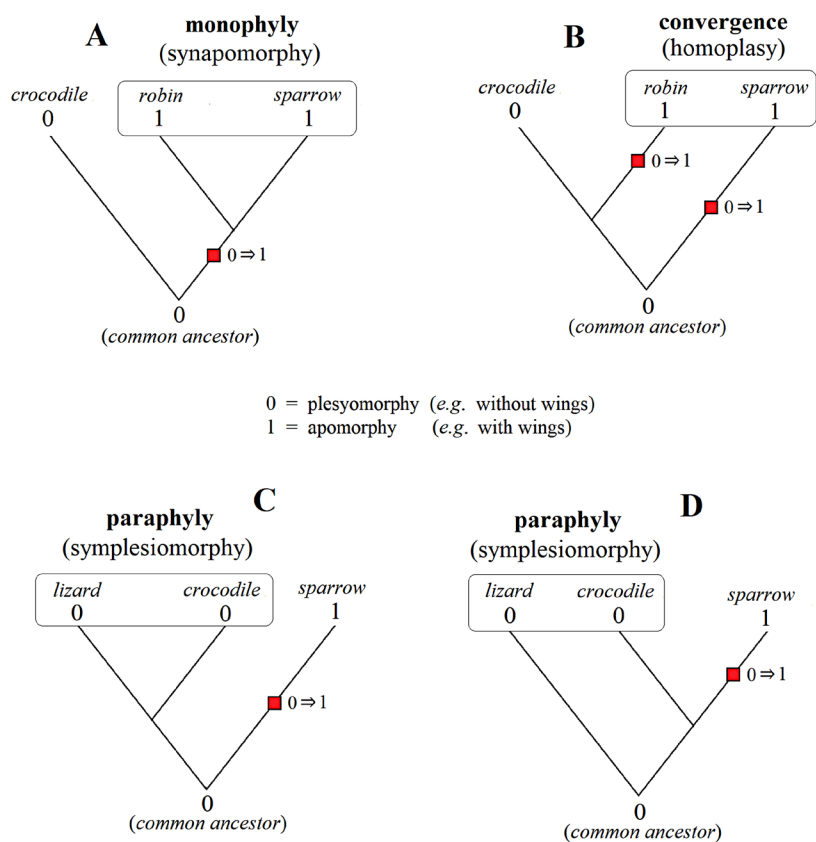 A
monophyly
(synapomorphy)
crocodile
0
robin
1
sparrow
1
0⇒1
0
(common ancestor)
B
convergence
(homoplasy)
crocodile
0
robin
1
sparrow
1
0⇒1
0⇒1
0
(common ancestor)
0 = plesyomorphy (e.g. without wings)
1 = apomorphy (e.g. with wings)
C
paraphyly
(symplesiomorphy)
lizard
0
crocodile
0
sparrow
1
0⇒1
0
(common ancestor)
D
paraphyly
(symplesiomorphy)
lizard
0
crocodile
0
sparrow
1
0⇒1
0
(common ancestor)